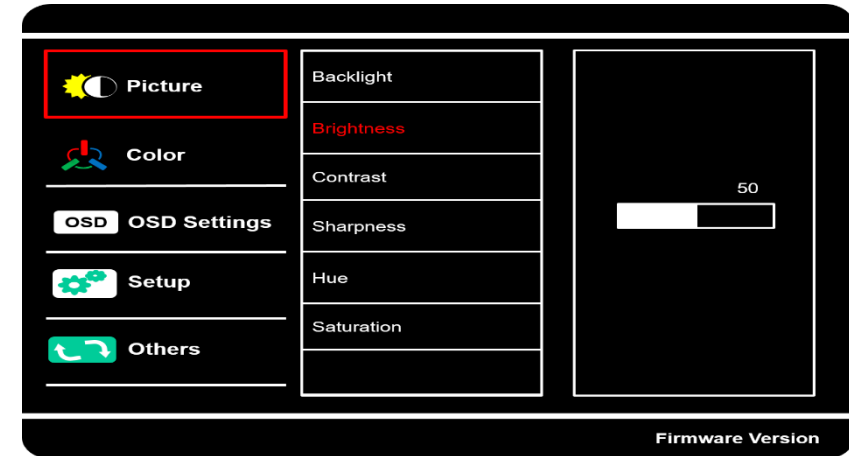 Picture
Color
OSD OSD Settings
Setup
Others
Backlight
Brightness
Contrast
Sharpness
Hue
Saturation
50
Firmware Version